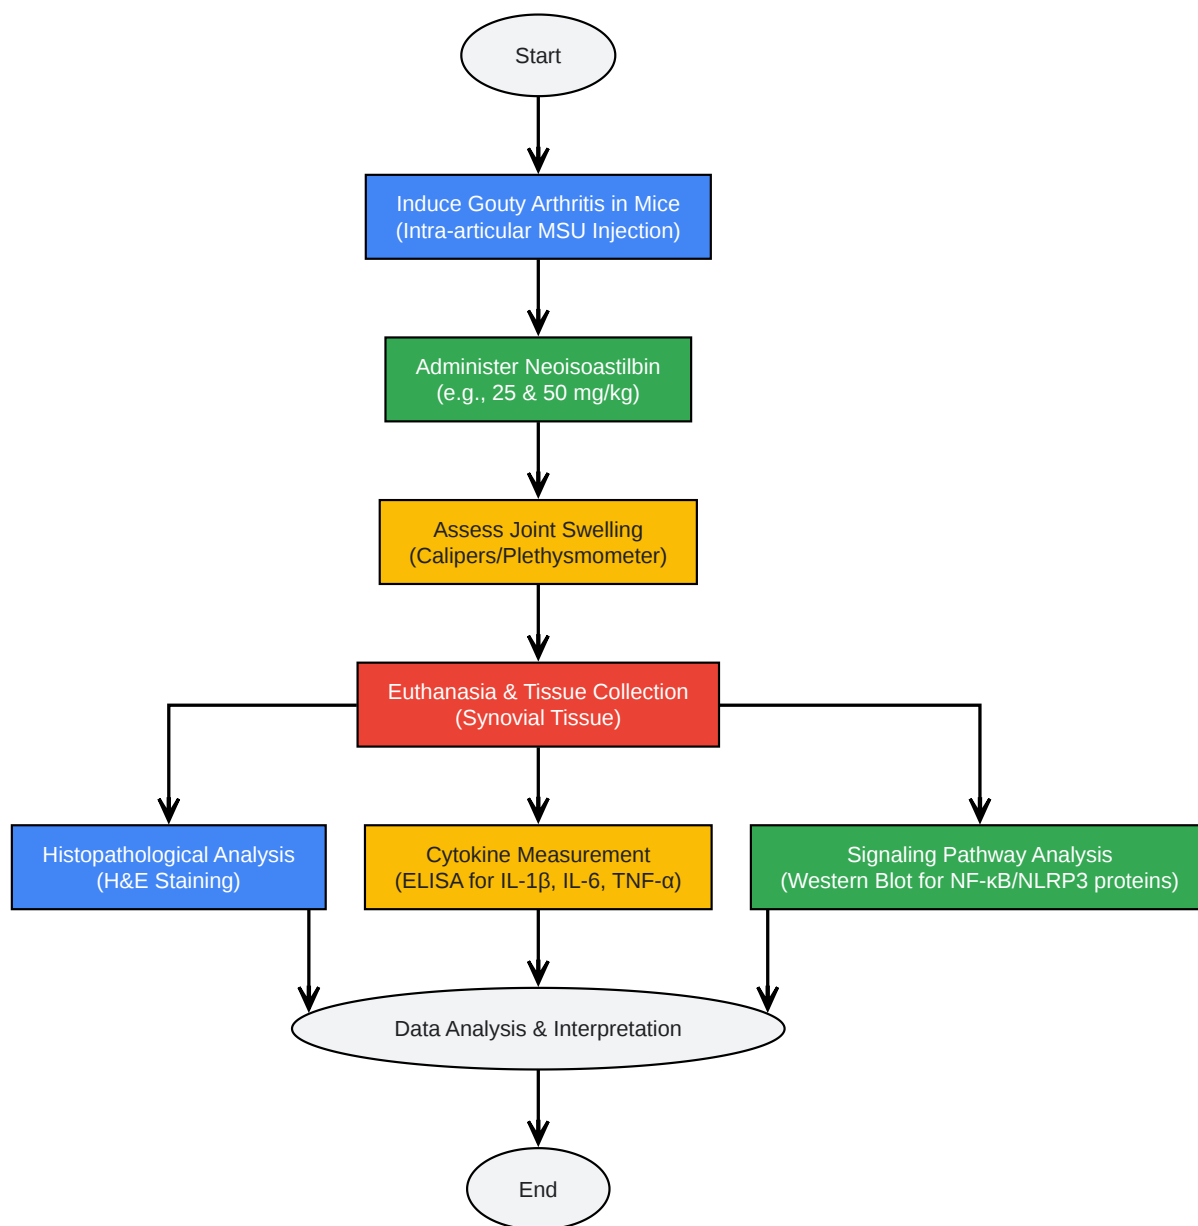 Start
Induce Gouty Arthritis in Mice
(Intra-articular MSU Injection)
Administer Neoisoastilbin
(e.g., 25 & 50 mg/kg)
Assess Joint Swelling
(Calipers/Plethysmometer)
Euthanasia & Tissue Collection
(Synovial Tissue)
Histopathological Analysis
(H&E Staining)
Cytokine Measurement
(ELISA for IL-1β, IL-6, TNF-α)
Signaling Pathway Analysis
(Western Blot for NF-κB/NLRP3 proteins)
Data Analysis & Interpretation
End